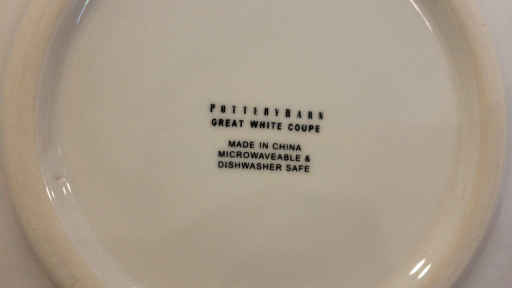 POTTERYBARN
GREAT WHITE COUPE
MADE IN CHINA
MICROWAVEABLE &
DISHWASHER SAFE